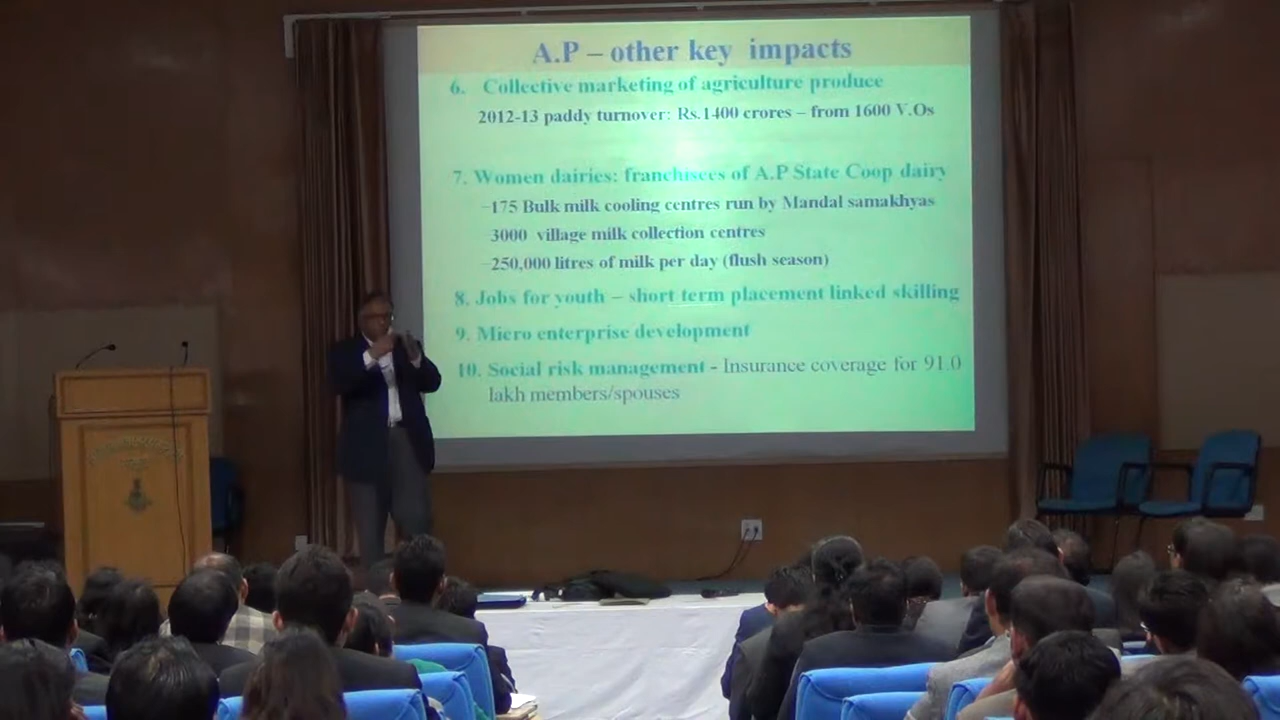 A.P – other key impacts
6. Collective marketing of agriculture produce
2012-13 paddy turnover: Rs.1400 crores – from 1600 V.Os
7. Women dairies: franchisees of A.P State Coop dairy
–175 Bulk milk cooling centres run by Mandal samakhyas
3000 village milk collection centres
–250,000 litres of milk per day (flush season)
8. Jobs for youth – short term placement linked skilling
9. Micro enterprise development
10. Social risk management - Insurance coverage for 91.0
lakh members/spouses